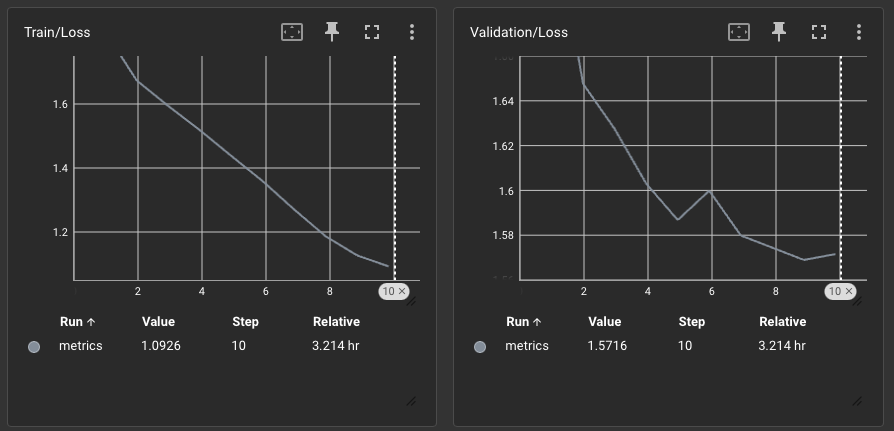 Train/Loss
1.6
1.4
1.2
2 4 6 8 10 ×
Run ↑ Value Step Relative
metrics 1.0926 10 3.214 hr
Validation/Loss
1.64
1.62
1.6
1.58
2 4 6 8 10 ×
Run ↑ Value Step Relative
metrics 1.5716 10 3.214 hr